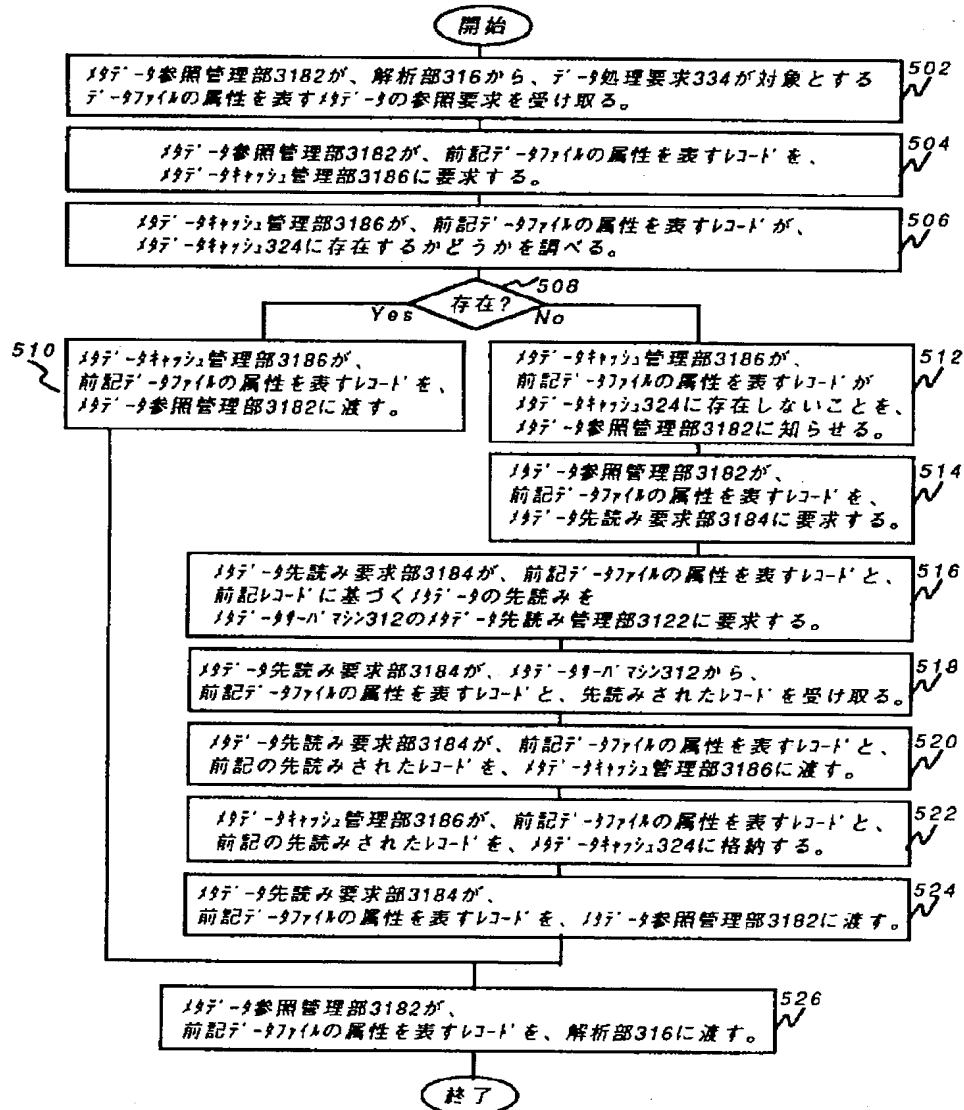 開始
ﾒﾀﾃﾞｰﾀ参照管理部3182が、解析部316から、ﾃﾞｰﾀ処理要求334が対象とする
ﾃﾞｰﾀﾌｧｲﾙの属性を表すﾒﾀﾃﾞｰﾀの参照要求を受け取る。
502
ﾒﾀﾃﾞｰﾀ参照管理部3182が、前記ﾃﾞｰﾀﾌｧｲﾙの属性を表すﾚｺｰﾄﾞを、
ﾒﾀﾃﾞｰﾀｷｬｯｼｭ管理部3186に要求する。
504
ﾒﾀﾃﾞｰﾀｷｬｯｼｭ管理部3186が、前記ﾃﾞｰﾀﾌｧｲﾙの属性を表すﾚｺｰﾄﾞが、
ﾒﾀﾃﾞｰﾀｷｬｯｼｭ324に存在するかどうかを調べる。
506
508
存在?
Yes
No
510
ﾒﾀﾃﾞｰﾀｷｬｯｼｭ管理部3186が、
前記ﾃﾞｰﾀﾌｧｲﾙの属性を表すﾚｺｰﾄﾞを、
ﾒﾀﾃﾞｰﾀ参照管理部3182に渡す。
ﾒﾀﾃﾞｰﾀｷｬｯｼｭ管理部3186が、
前記ﾃﾞｰﾀﾌｧｲﾙの属性を表すﾚｺｰﾄﾞが
ﾒﾀﾃﾞｰﾀｷｬｯｼｭ324に存在しないことを、
ﾒﾀﾃﾞｰﾀ参照管理部3182に知らせる。
512
ﾒﾀﾃﾞｰﾀ参照管理部3182が、
前記ﾃﾞｰﾀﾌｧｲﾙの属性を表すﾚｺｰﾄﾞを、
ﾒﾀﾃﾞｰﾀ先読み要求部3184に要求する。
514
ﾒﾀﾃﾞｰﾀ先読み要求部3184が、前記ﾃﾞｰﾀﾌｧｲﾙの属性を表すﾚｺｰﾄﾞと、
前記ﾚｺｰﾄﾞに基づくﾒﾀﾃﾞｰﾀの先読みを
ﾒﾀﾃﾞｰﾀｻｰﾊﾞﾏｼﾝ312のﾒﾀﾃﾞｰﾀ先読み管理部3122に要求する。
516
ﾒﾀﾃﾞｰﾀ先読み要求部3184が、ﾒﾀﾃﾞｰﾀｻｰﾊﾞﾏｼﾝ312から、
前記ﾃﾞｰﾀﾌｧｲﾙの属性を表すﾚｺｰﾄﾞと、先読みされたﾚｺｰﾄﾞを受け取る。
518
ﾒﾀﾃﾞｰﾀ先読み要求部3184が、前記ﾃﾞｰﾀﾌｧｲﾙの属性を表すﾚｺｰﾄﾞと、
前記の先読みされたﾚｺｰﾄﾞを、ﾒﾀﾃﾞｰﾀｷｬｯｼｭ管理部3186に渡す。
520
ﾒﾀﾃﾞｰﾀｷｬｯｼｭ管理部3186が、前記ﾃﾞｰﾀﾌｧｲﾙの属性を表すﾚｺｰﾄﾞと、
前記の先読みされたﾚｺｰﾄﾞを、ﾒﾀﾃﾞｰﾀｷｬｯｼｭ324に格納する。
522
ﾒﾀﾃﾞｰﾀ先読み要求部3184が、
前記ﾃﾞｰﾀﾌｧｲﾙの属性を表すﾚｺｰﾄﾞを、ﾒﾀﾃﾞｰﾀ参照管理部3182に渡す。
524
ﾒﾀﾃﾞｰﾀ参照管理部3182が、
前記ﾃﾞｰﾀﾌｧｲﾙの属性を表すﾚｺｰﾄﾞを、解析部316に渡す。
526
終了